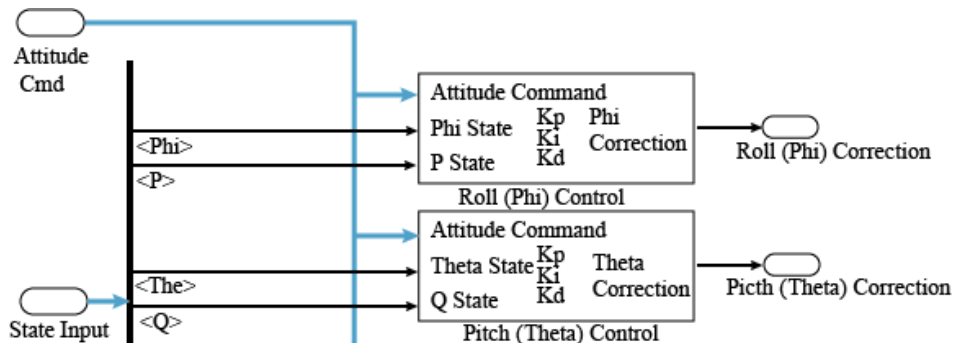 Attitude
Cmd
Attitude Command
Phi State
P State
Kp
Ki
Kd
Phi
Correction
Roll (Phi) Control
<Phi>
<P>
Roll (Phi) Correction
Attitude Command
Theta State
Q State
Kp
Ki
Kd
Theta
Correction
Pitch (Theta) Control
<The>
<Q>
State Input
Picth (Theta) Correction